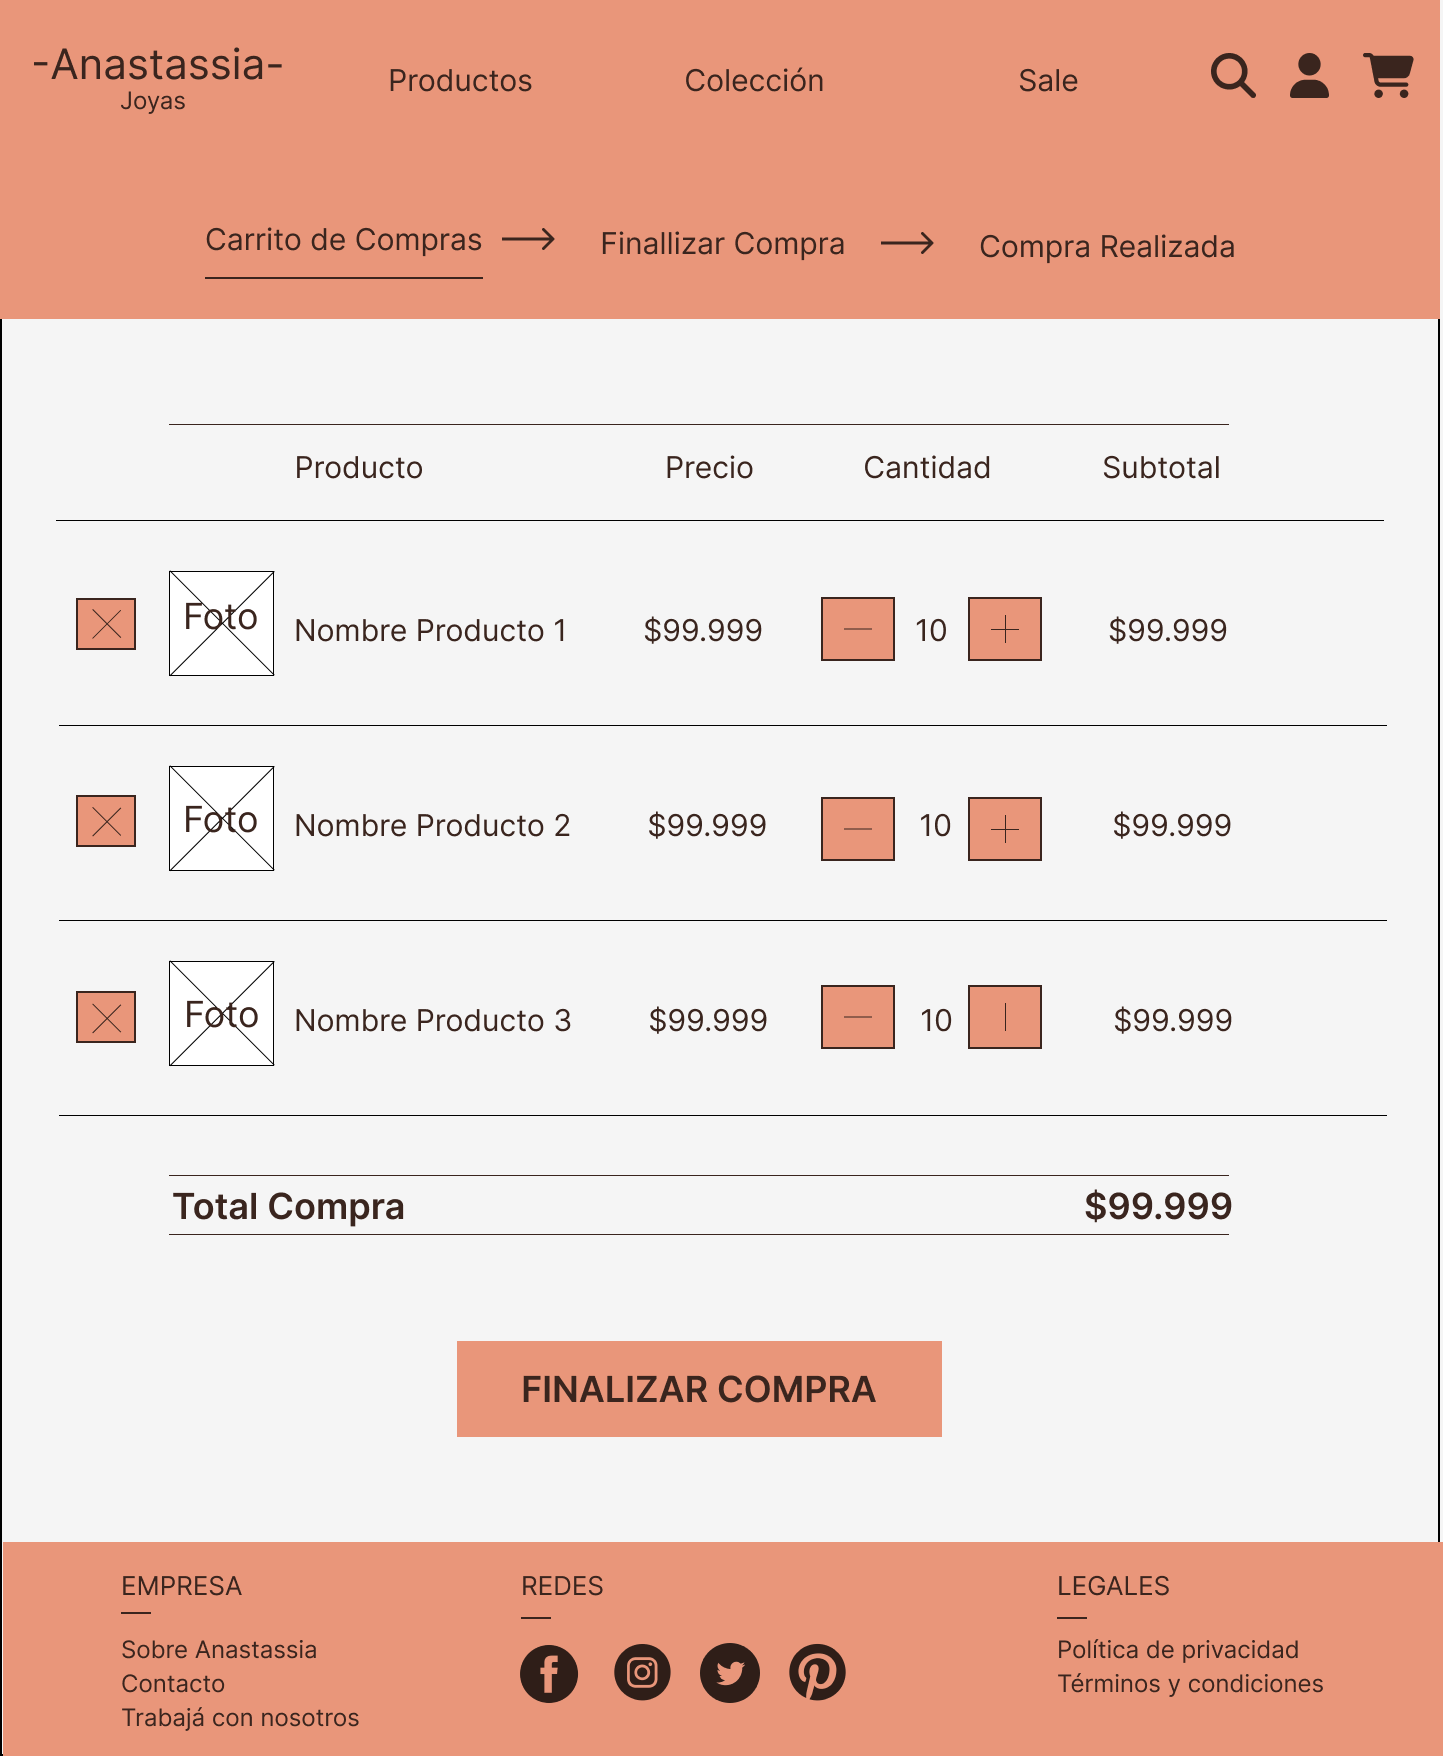 -Anastassia-
Joyas
Productos
Colección
Sale
Carrito de Compras
Finallizar Compra
Compra Realizada
Producto Precio Cantidad Subtotal
Foto Nombre Producto 1 $99.999 10 $99.999
Foto Nombre Producto 2 $99.999 10 $99.999
Foto Nombre Producto 3 $99.999 10 $99.999
Total Compra $99.999
FINALIZAR COMPRA
EMPRESA
Sobre Anastassia
Contacto
Trabajá con nosotros
REDES
LEGALES
Política de privacidad
Términos y condiciones